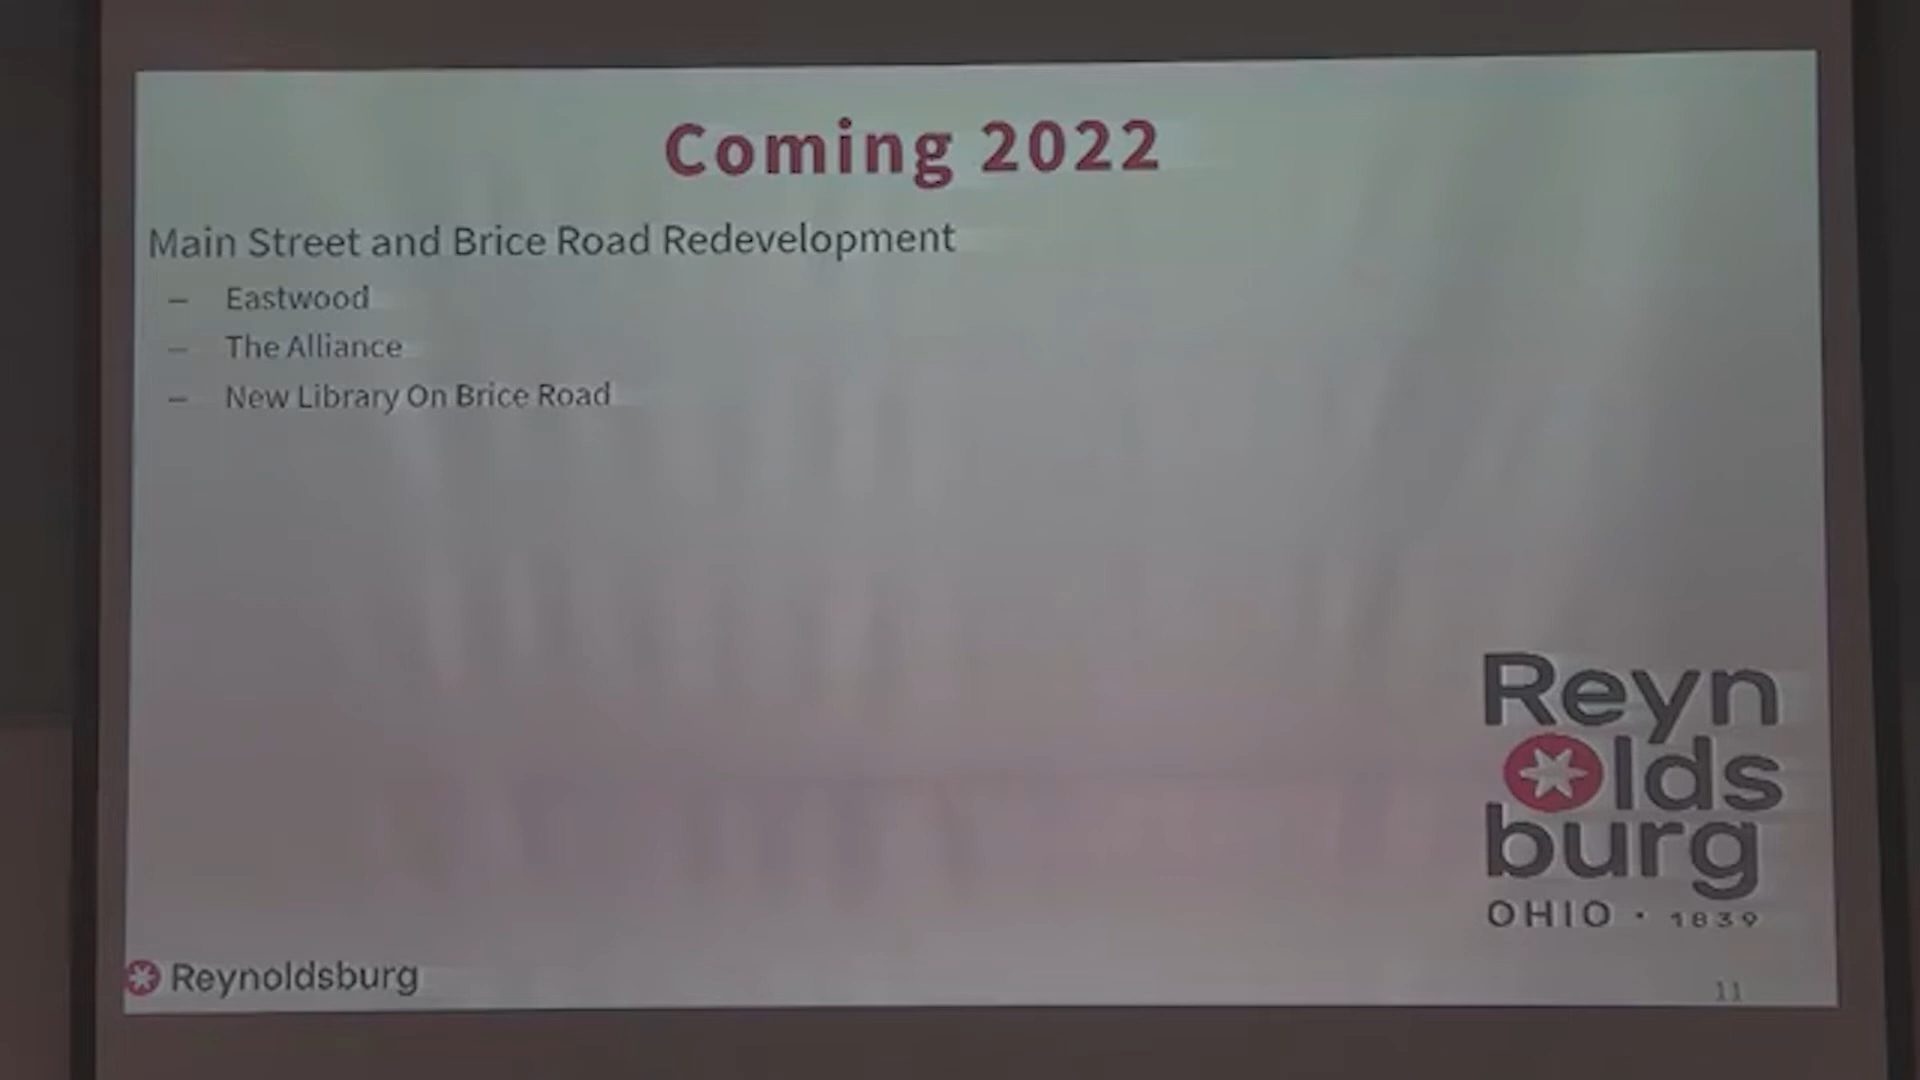 Coming 2022
Main Street and Brice Road Redevelopment
– Eastwood
– The Alliance
– New Library On Brice Road
Reyn
olds
burg
OHIO · 1839
Reynoldsburg
11